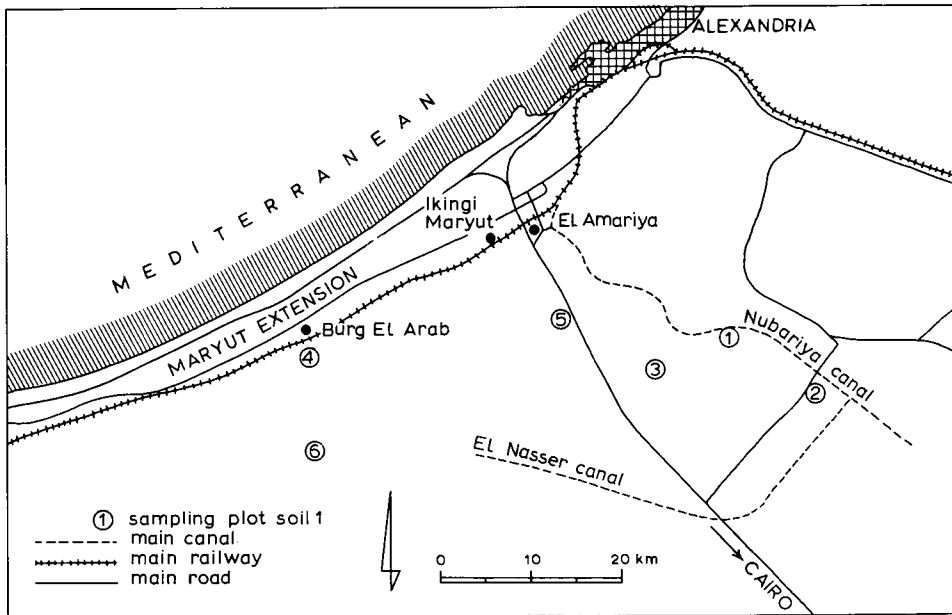 ALEXANDRIA
MEDITERRANEAN
Ikingi
Maryut
El Amariya
MARYUT EXTENSION
Burg El Arab
5
1
Nubariya canal
4
3
2
6
El Nasser canal
1 sampling plot soil 1
main canal
main railway
main road
0 10 20 km
CAIRO